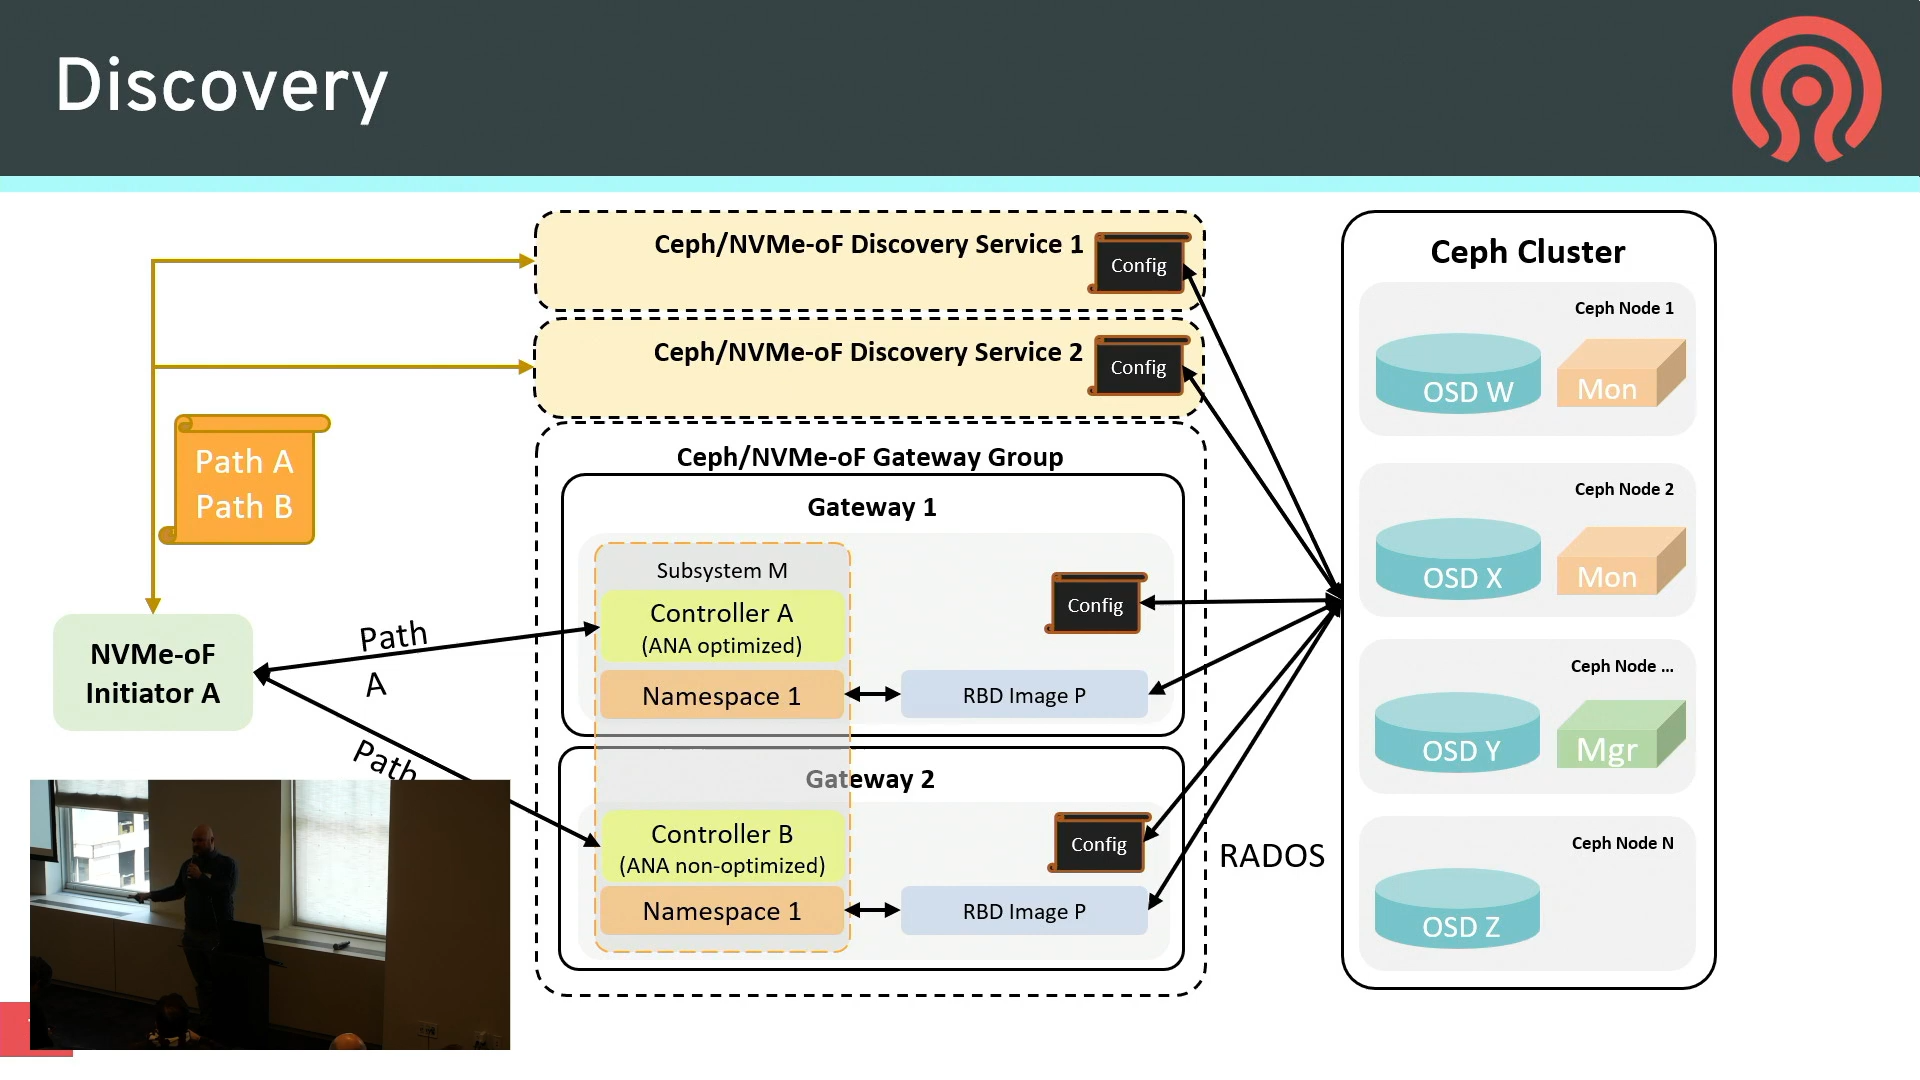 Discovery
Ceph/NVMe-oF Discovery Service 1
Config
Ceph/NVMe-oF Discovery Service 2
Config
Path A
Path B
NVMe-oF
Initiator A
Path
A
Path
Ceph/NVMe-oF Gateway Group
Gateway 1
Subsystem M
Controller A
(ANA optimized)
Namespace 1
Config
RBD Image P
Gateway 2
Controller B
(ANA non-optimized)
Namespace 1
Config
RBD Image P
RADOS
Ceph Cluster
Ceph Node 1
OSD W
Mon
Ceph Node 2
OSD X
Mon
Ceph Node ...
OSD Y
Mgr
Ceph Node N
OSD Z